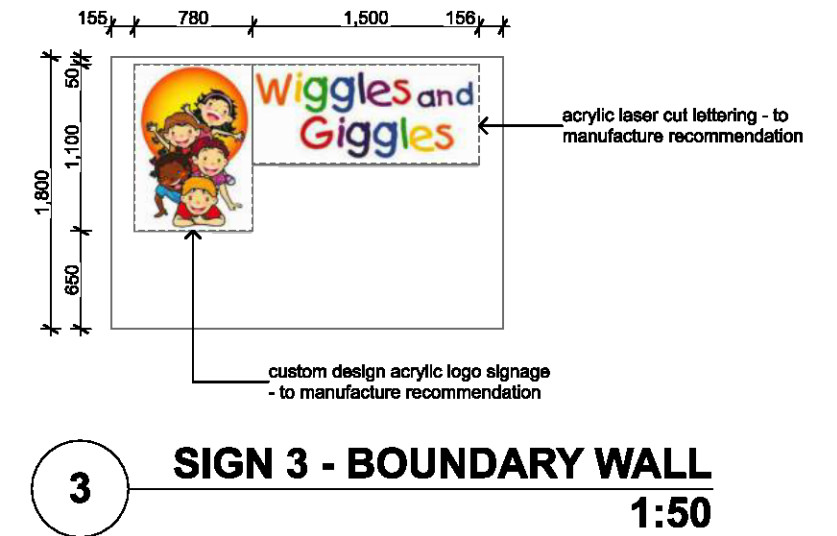 155 780 1,500 156
50
1,100
1,800
650
Wiggles and
Giggles
acrylic laser cut lettering - to
manufacture recommendation
custom design acrylic logo signage
- to manufacture recommendation
3
SIGN 3 - BOUNDARY WALL
1:50